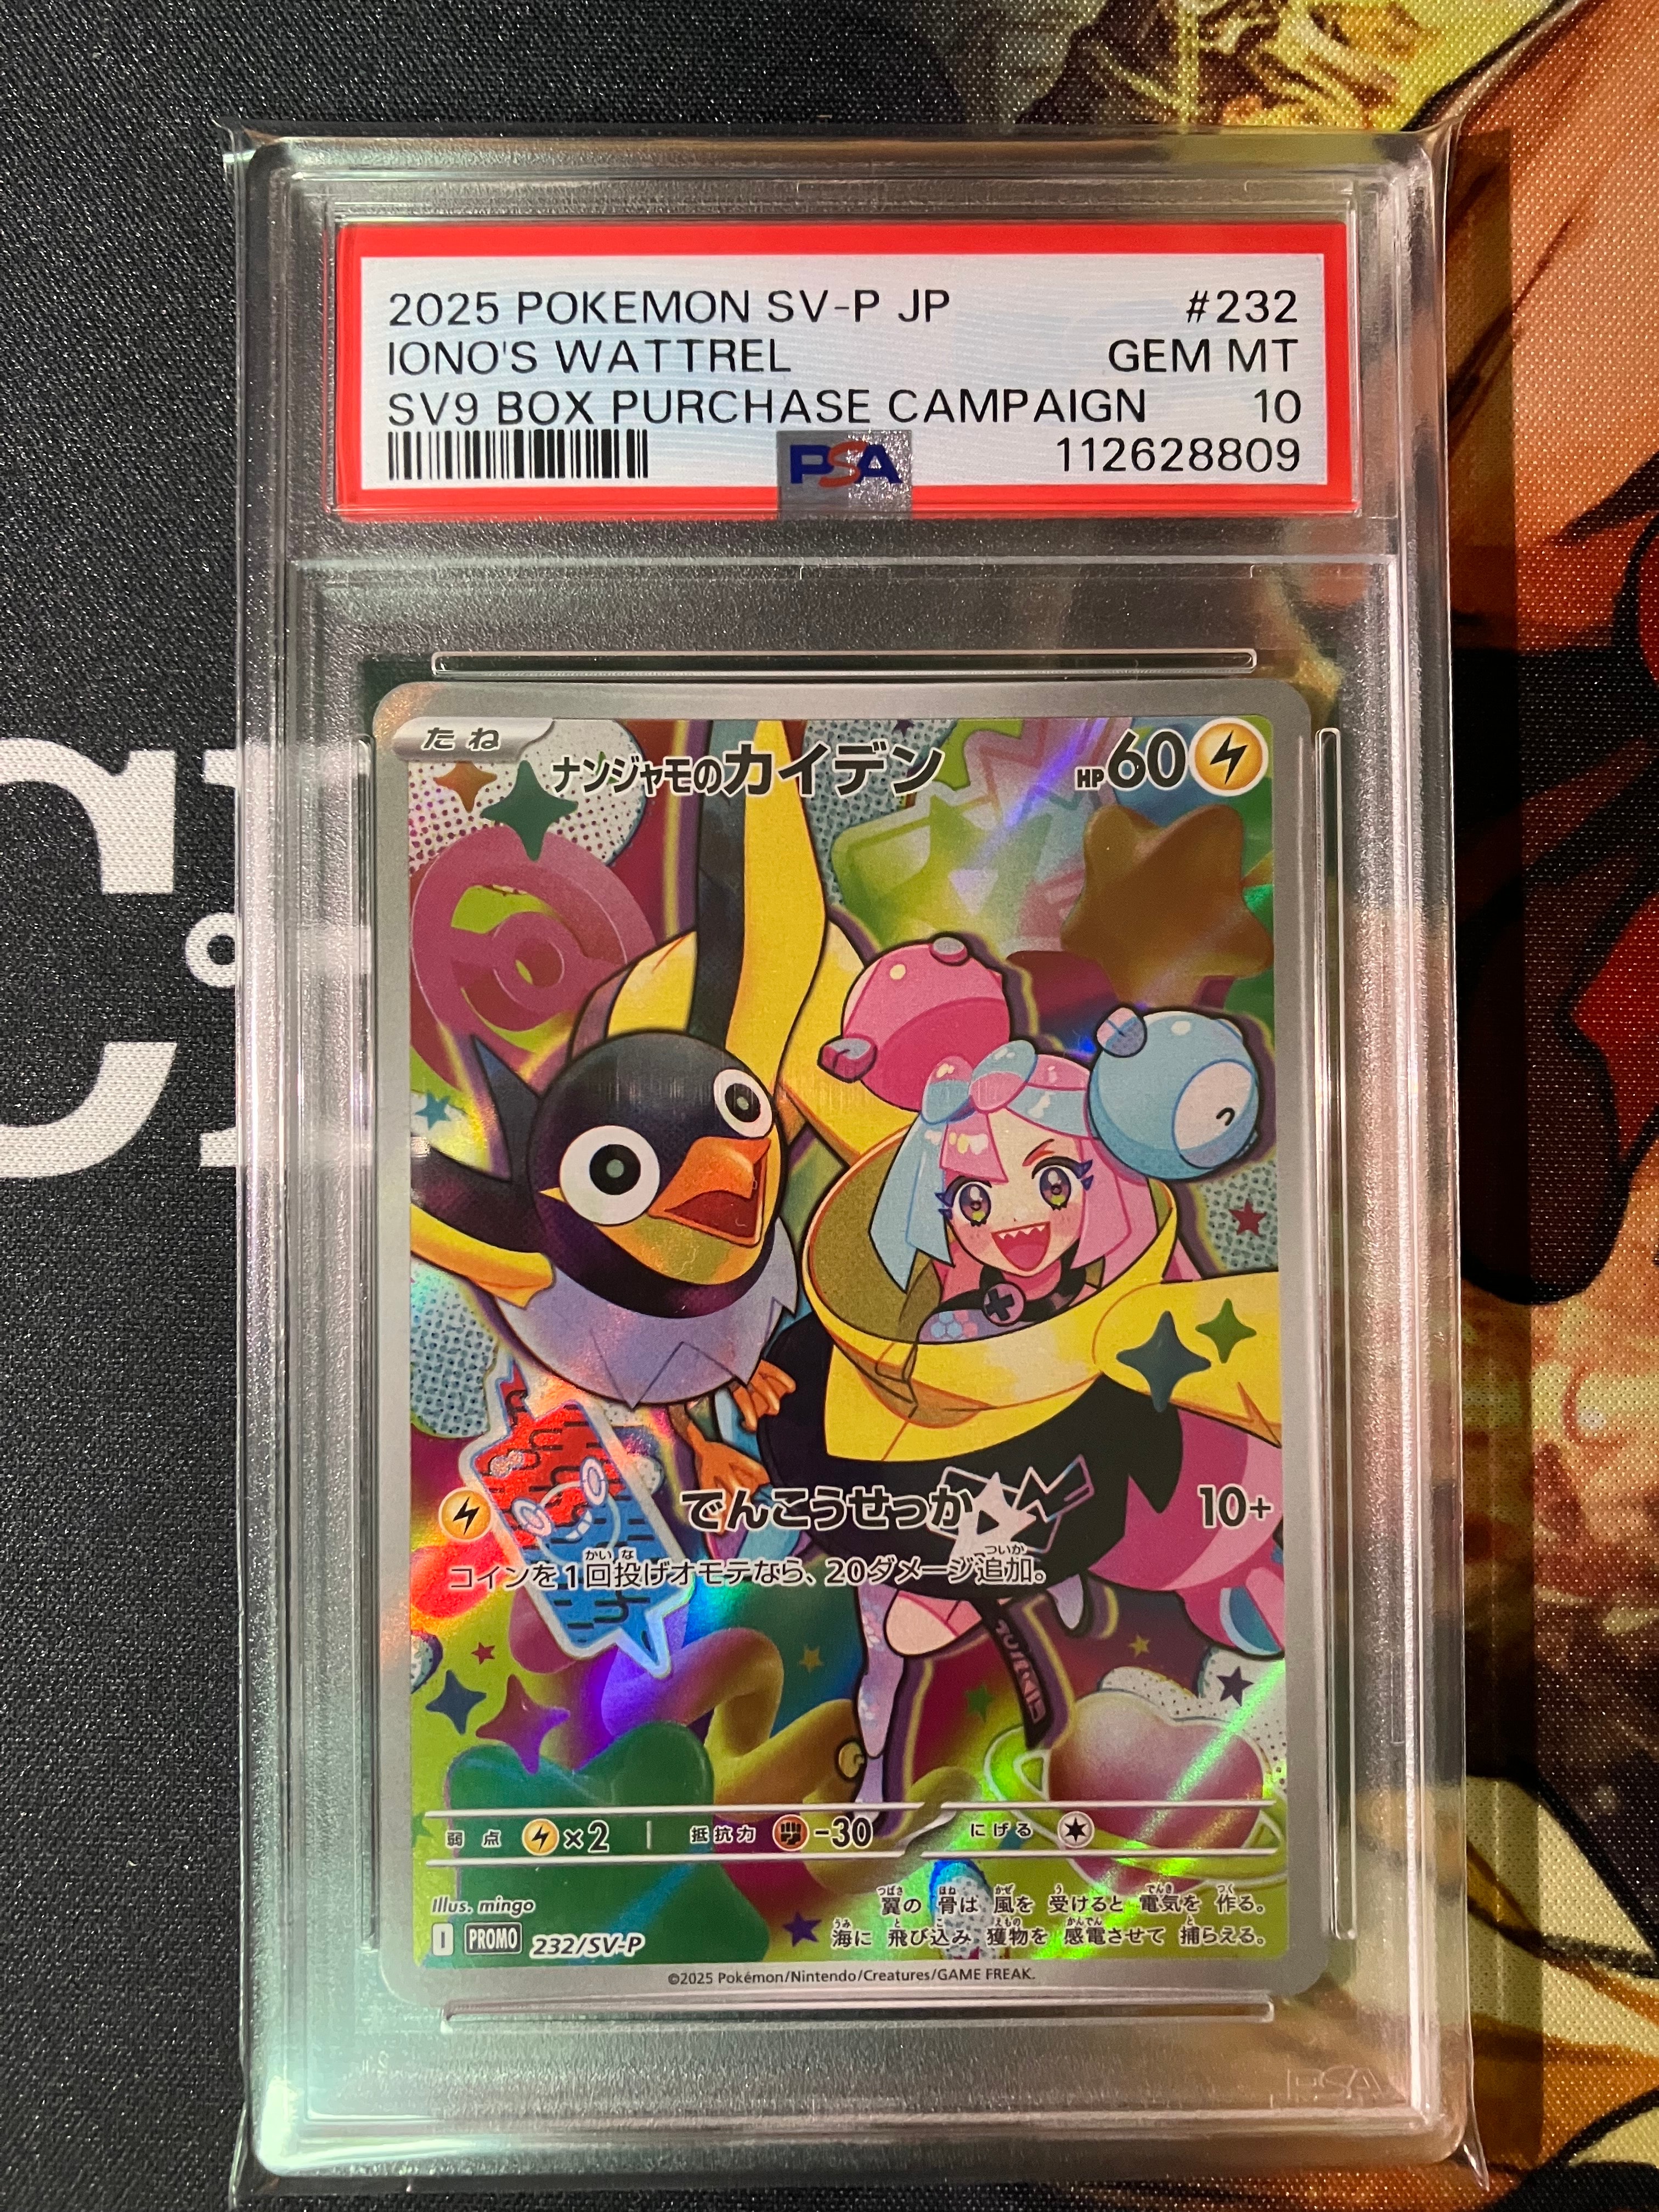 2025 POKEMON SV-P JP #232
IONO'S WATTREL GEM MT
SV9 BOX PURCHASE CAMPAIGN 10
PSA 112628809
たね ナンジャモのカイデン HP60
でんこうせっか 10+
コインを1回投げオモテなら、20ダメージ追加。
弱点 ×2 抵抗力 -30 にげる
Illus. mingo
翼の骨は風を受けると電気を作る。
海に飛び込み獲物を感電させて捕らえる。
I PROMO 232/SV-P
©2025 Pokémon/Nintendo/Creatures/GAME FREAK.
PSA